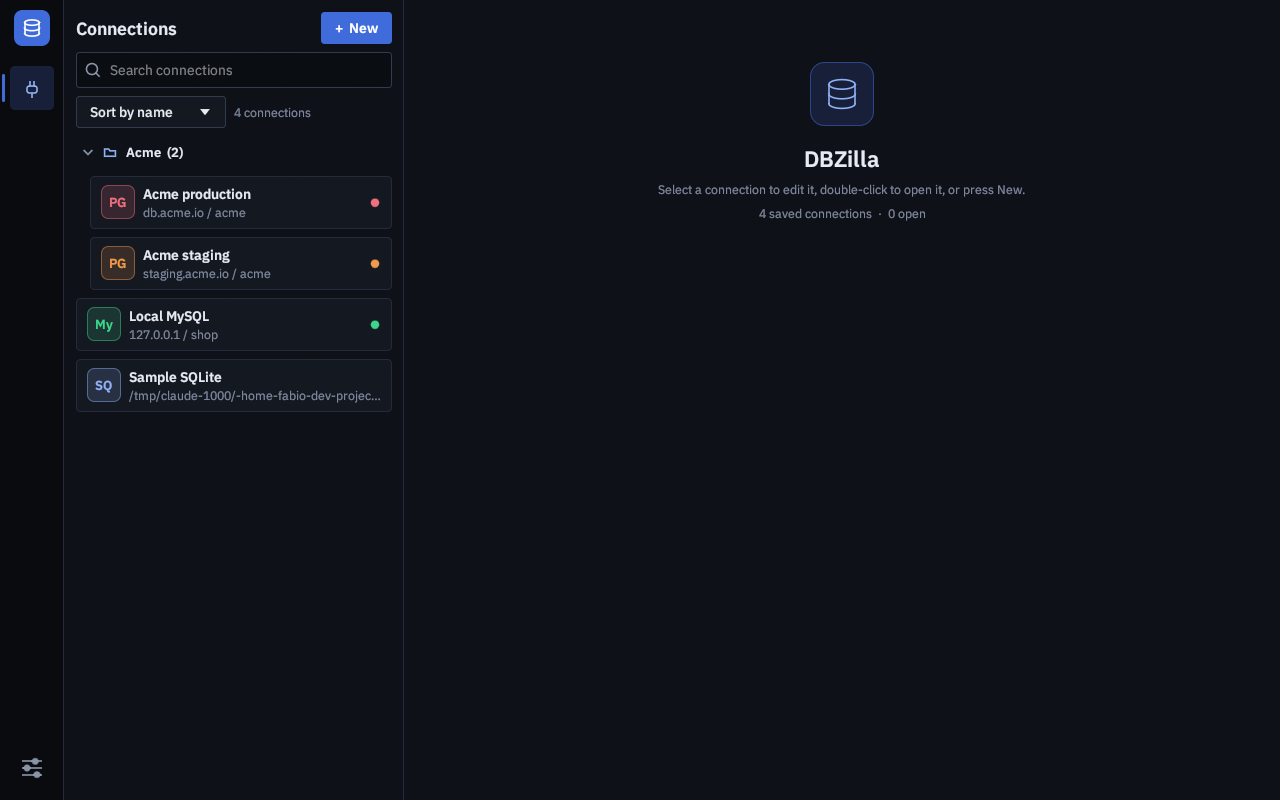 Connections
+ New
Search connections
Sort by name
4 connections
Acme (2)
PG
Acme production
db.acme.io / acme
PG
Acme staging
staging.acme.io / acme
My
Local MySQL
127.0.0.1 / shop
SQ
Sample SQLite
/tmp/claude-1000/-home-fabio-dev-projec…
DBZilla
Select a connection to edit it, double-click to open it, or press New.
4 saved connections · 0 open